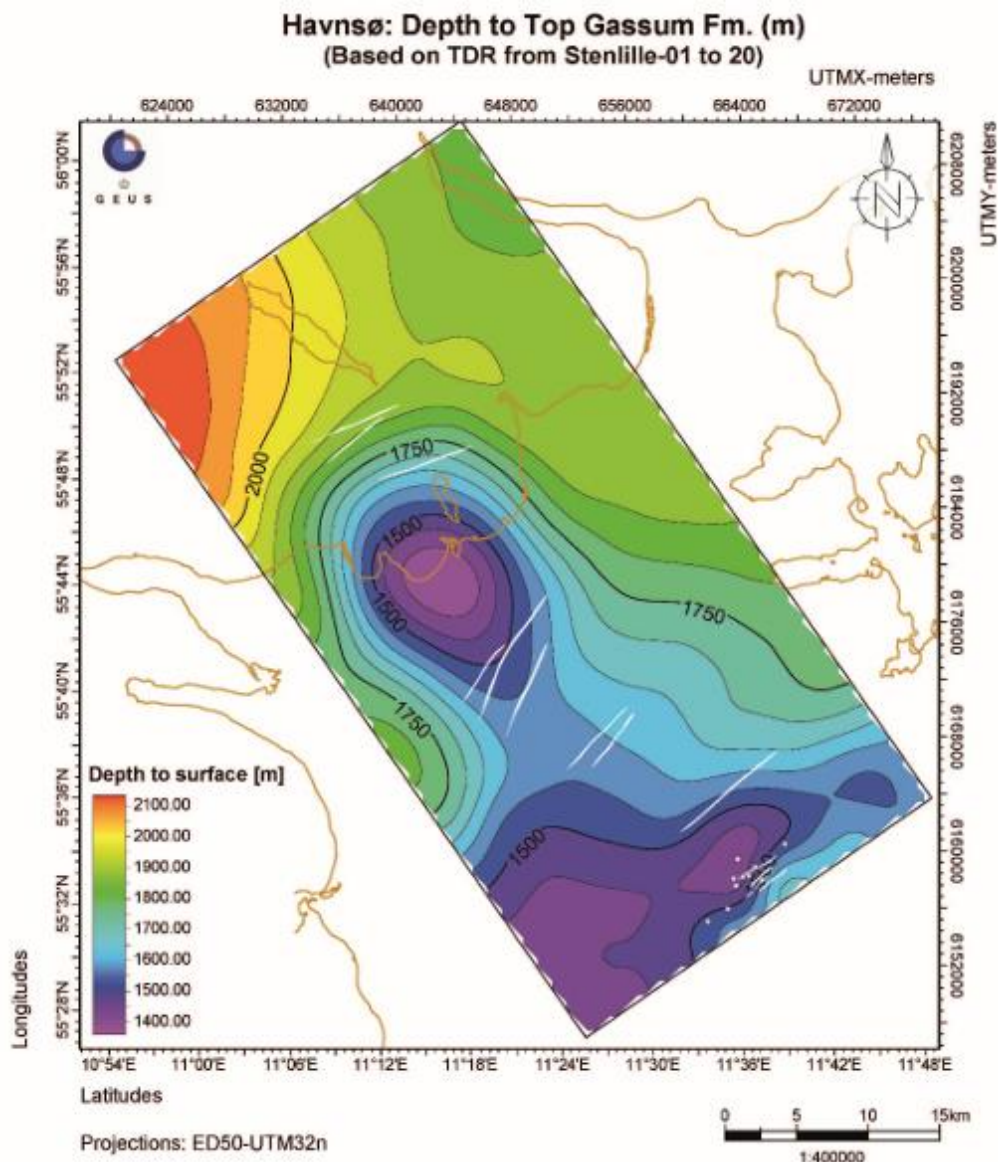 Havnsø: Depth to Top Gassum Fm. (m)
(Based on TDR from Stenlille-01 to 20)
UTMX-meters
624000 632000 640000 648000 656000 664000 672000
UTMY-meters
6208000
6200000
6192000
6184000
6176000
6168000
6160000
6152000
56°00'N
55°56'N
55°52'N
55°48'N
55°44'N
55°40'N
55°36'N
55°32'N
55°28'N
GEUS
N
2000
1750
1500
1500
1750
1750
1500
Depth to surface [m]
2100.00
2000.00
1900.00
1800.00
1700.00
1600.00
1500.00
1400.00
Longitudes
10°54'E 11°00'E 11°06'E 11°12'E 11°18'E 11°24'E 11°30'E 11°36'E 11°42'E 11°48'E
Latitudes
Projections: ED50-UTM32n
0 5 10 15km
1:400000